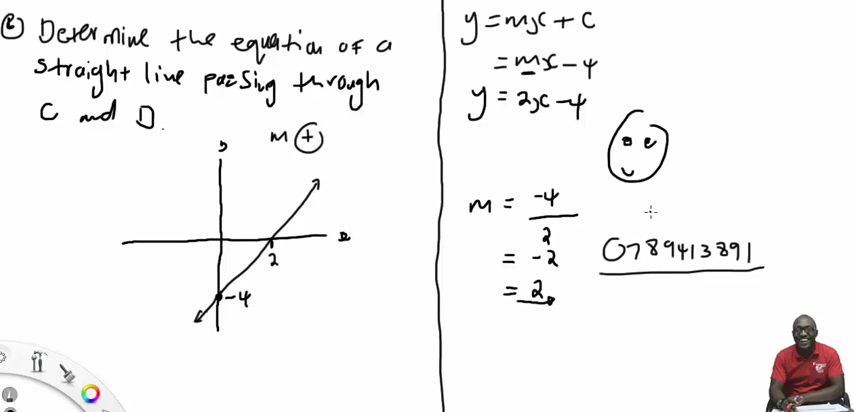 (c) Determine the equation of a
straight line passing through
C and D.
m (+)
2
-4
y = mx + c
= mx - 4
y = 2x - 4
m = -4
2
= -2
= 2
0789413891